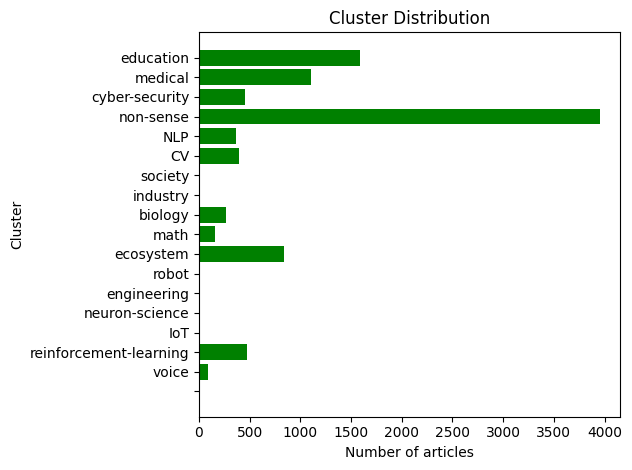 Cluster Distribution
education
medical
cyber-security
non-sense
NLP
CV
society
industry
biology
math
ecosystem
robot
engineering
neuron-science
IoT
reinforcement-learning
voice
Cluster
0 500 1000 1500 2000 2500 3000 3500 4000
Number of articles